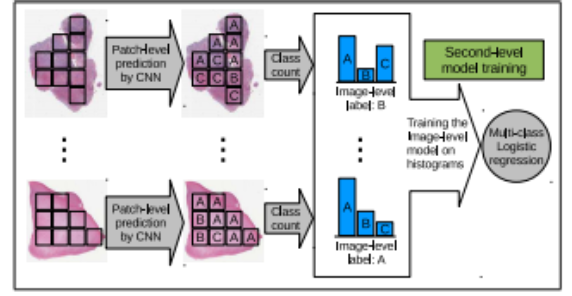 A
Patch-level
prediction
by CNN
A A
A C A
C C B
C
Class
count
A B C
Image-level
label: B
Second-level
model training
Training the
Image-level
model on
histograms
Multi-class
Logistic
regression
Patch-level
prediction
by CNN
A A
B A A
B C A A
Class
count
A B C
Image-level
label: A